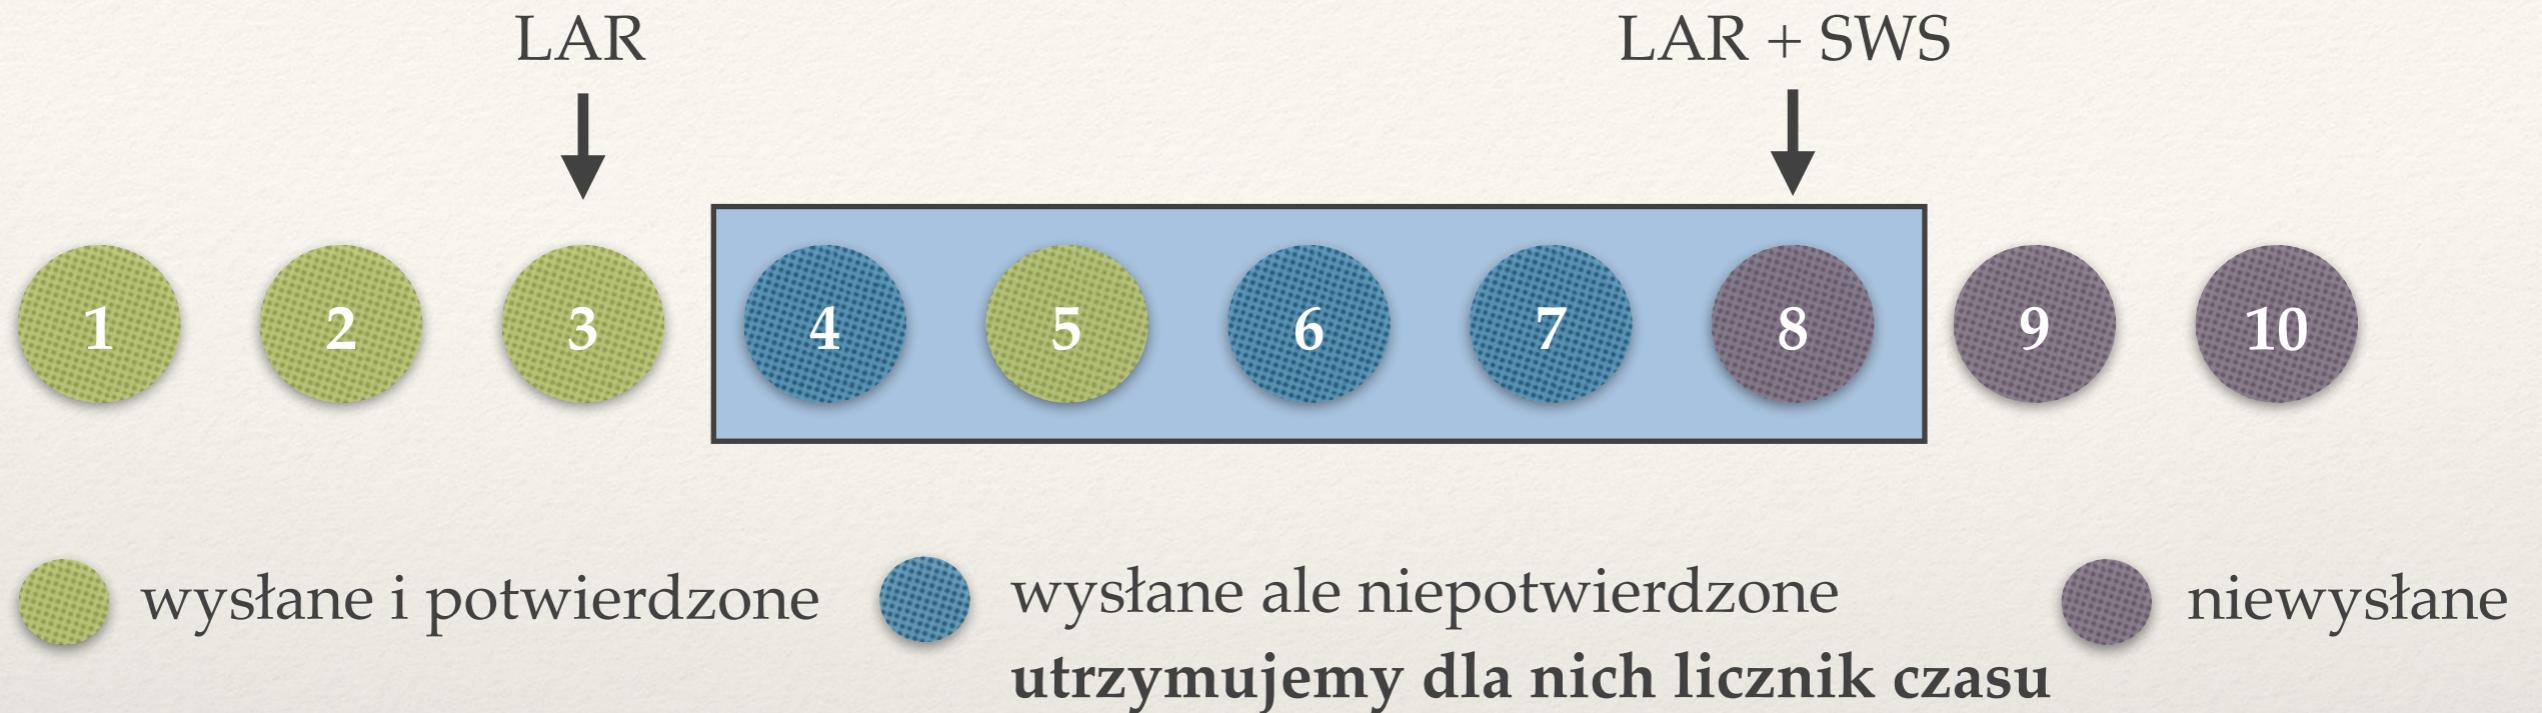 LAR
LAR + SWS
1 2 3 4 5 6 7 8 9 10
wysłane i potwierdzone
wysłane ale niepotwierdzone
utrzymujemy dla nich licznik czasu
niewysłane